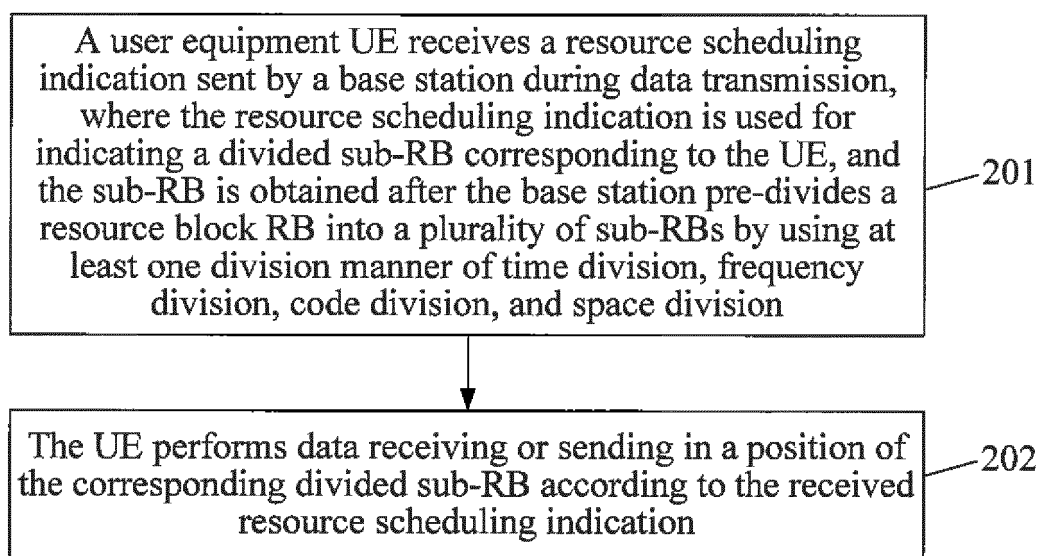 A user equipment UE receives a resource scheduling
indication sent by a base station during data transmission,
where the resource scheduling indication is used for
indicating a divided sub-RB corresponding to the UE, and
the sub-RB is obtained after the base station pre-divides a
resource block RB into a plurality of sub-RBs by using at
least one division manner of time division, frequency
division, code division, and space division
201
The UE performs data receiving or sending in a position of
the corresponding divided sub-RB according to the received
resource scheduling indication
202